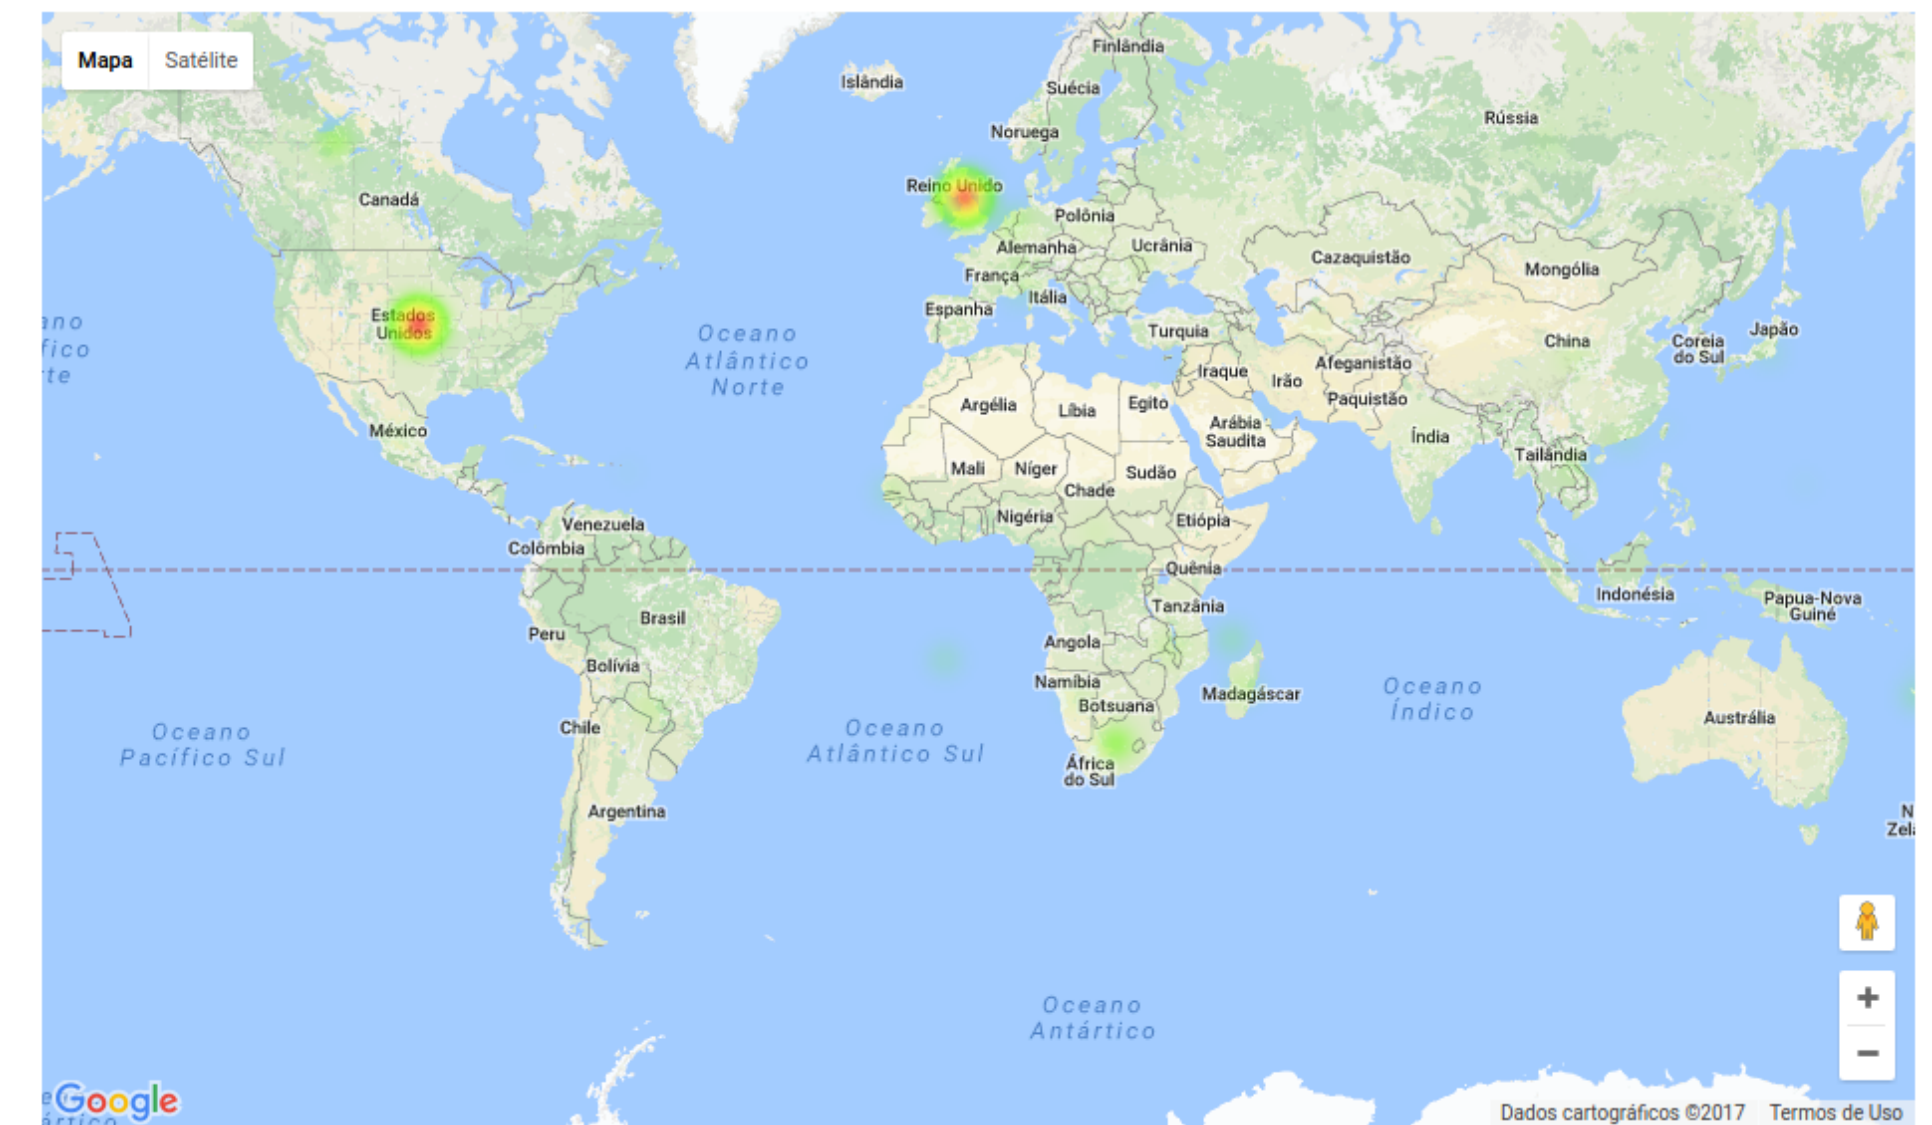 Mapa
Satélite
Finlândia
Islândia
Suécia
Rússia
Noruega
Reino Unido
Canadá
Polônia
Alemanha
Ucrânia
Cazaquistão
Mongólia
França
Itália
Espanha
Estados
Unidos
Oceano
Atlântico
Norte
Turquia
China
Coreia
do Sul
Japão
Afeganistão
Iraque
Irão
Paquistão
Argélia
Líbia
Egito
Arábia
Saudita
México
Índia
Tailândia
Mali
Níger
Sudão
Chade
Nigéria
Etiópia
Venezuela
Colômbia
Quênia
Indonésia
Papua-Nova
Guiné
Tanzânia
Brasil
Peru
Angola
Bolívia
Namíbia
Madagáscar
Botsuana
Oceano
Índico
Austrália
Chile
Oceano
Pacífico Sul
Oceano
Atlântico Sul
África
do Sul
Argentina
Oceano
Antártico
Google
Dados cartográficos ©2017
Termos de Uso